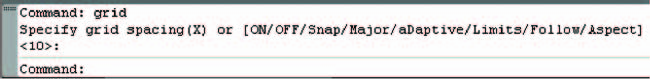 Command: grid
Specify grid spacing(X) or [ON/OFF/Snap/Major/aDaptive/Limits/Follow/Aspect]
<10>:
Command: